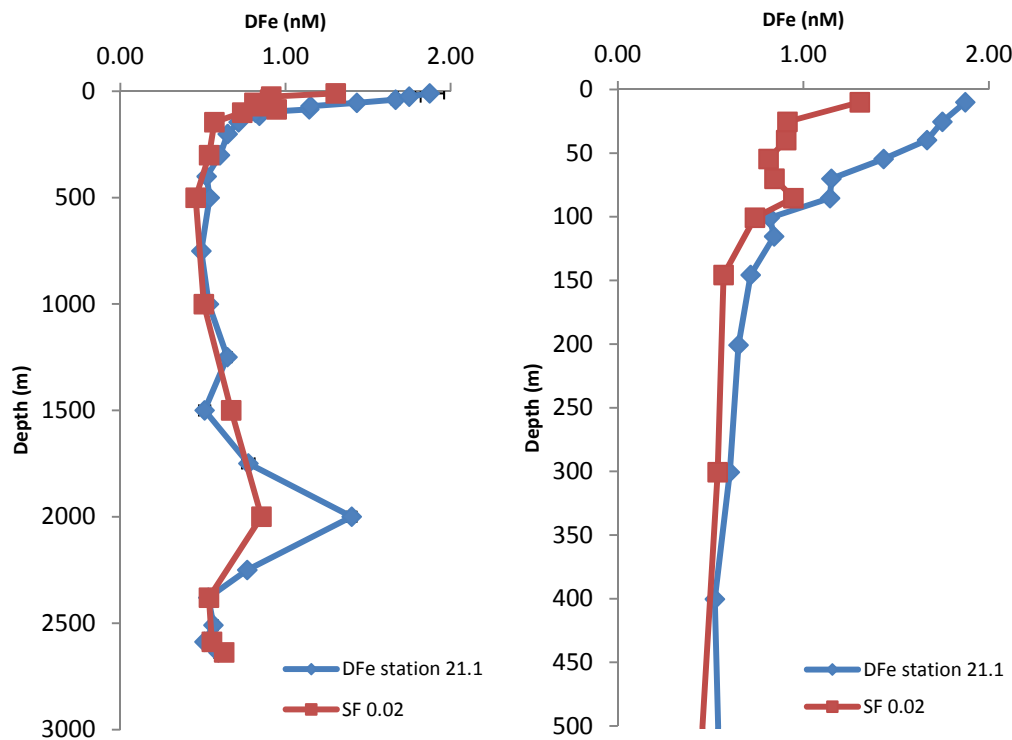 DFe (nM)
0.00 1.00 2.00
0
500
1000
1500
2000
2500
3000
Depth (m)
DFe station 21.1
SF 0.02
DFe (nM)
0.00 1.00 2.00
0
50
100
150
200
250
300
350
400
450
500
Depth (m)
DFe station 21.1
SF 0.02